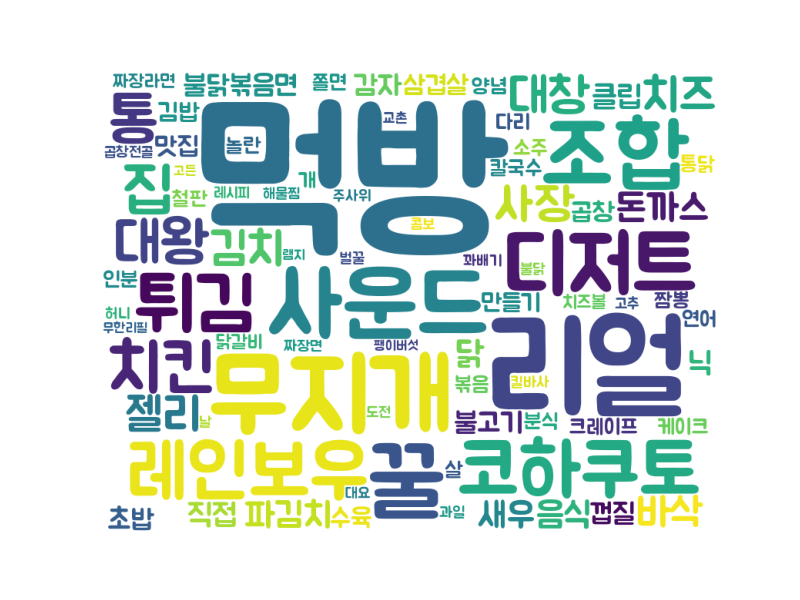 짜장라면 불닭볶음면 쫄면 감자 삼겹살 양념 대창 클립 치즈
통 김밥 먹방 교촌 다리 조합
곱창전골 맛집 놀란 소주 칼국수 통닭
집 고든 철판 레시피 해물찜 개 주사위 콤보 사장 곱창 돈까스
대왕 김치 램지 벌꿀 꽈배기 불닭 디저트
인분 튀김 사운드 만들기 치즈볼 고추 짬뽕 연어
허니 무한리필 리얼
치킨 닭갈비 짜장면 팽이버섯 닭 닉
무지개 볶음 킨바사
젤리 날 도전 불고기 분식 크레이프 케이크
레인보우 꿀 살 코하쿠토
대요
초밥 직접 파김치 수육 과일 새우 음식 껍질 바삭